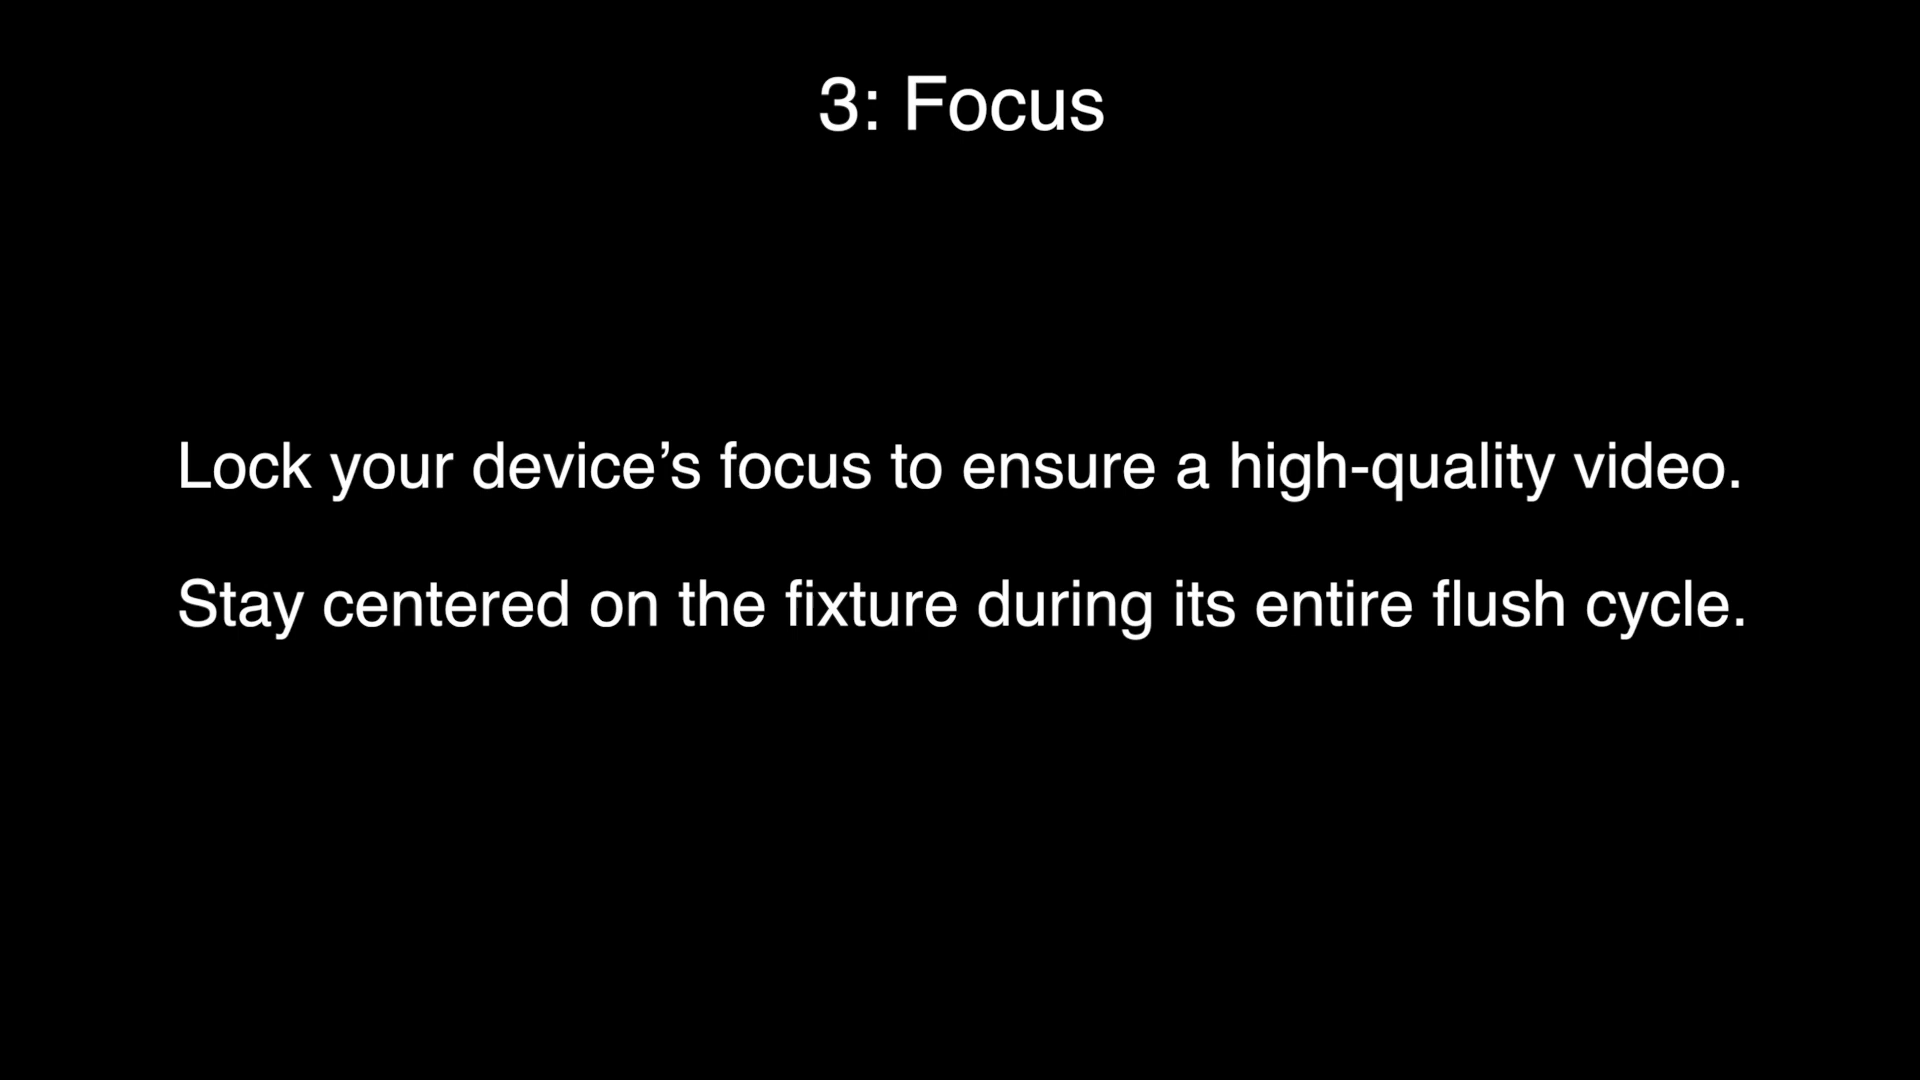 3: Focus
Lock your device’s focus to ensure a high-quality video.
Stay centered on the fixture during its entire flush cycle.